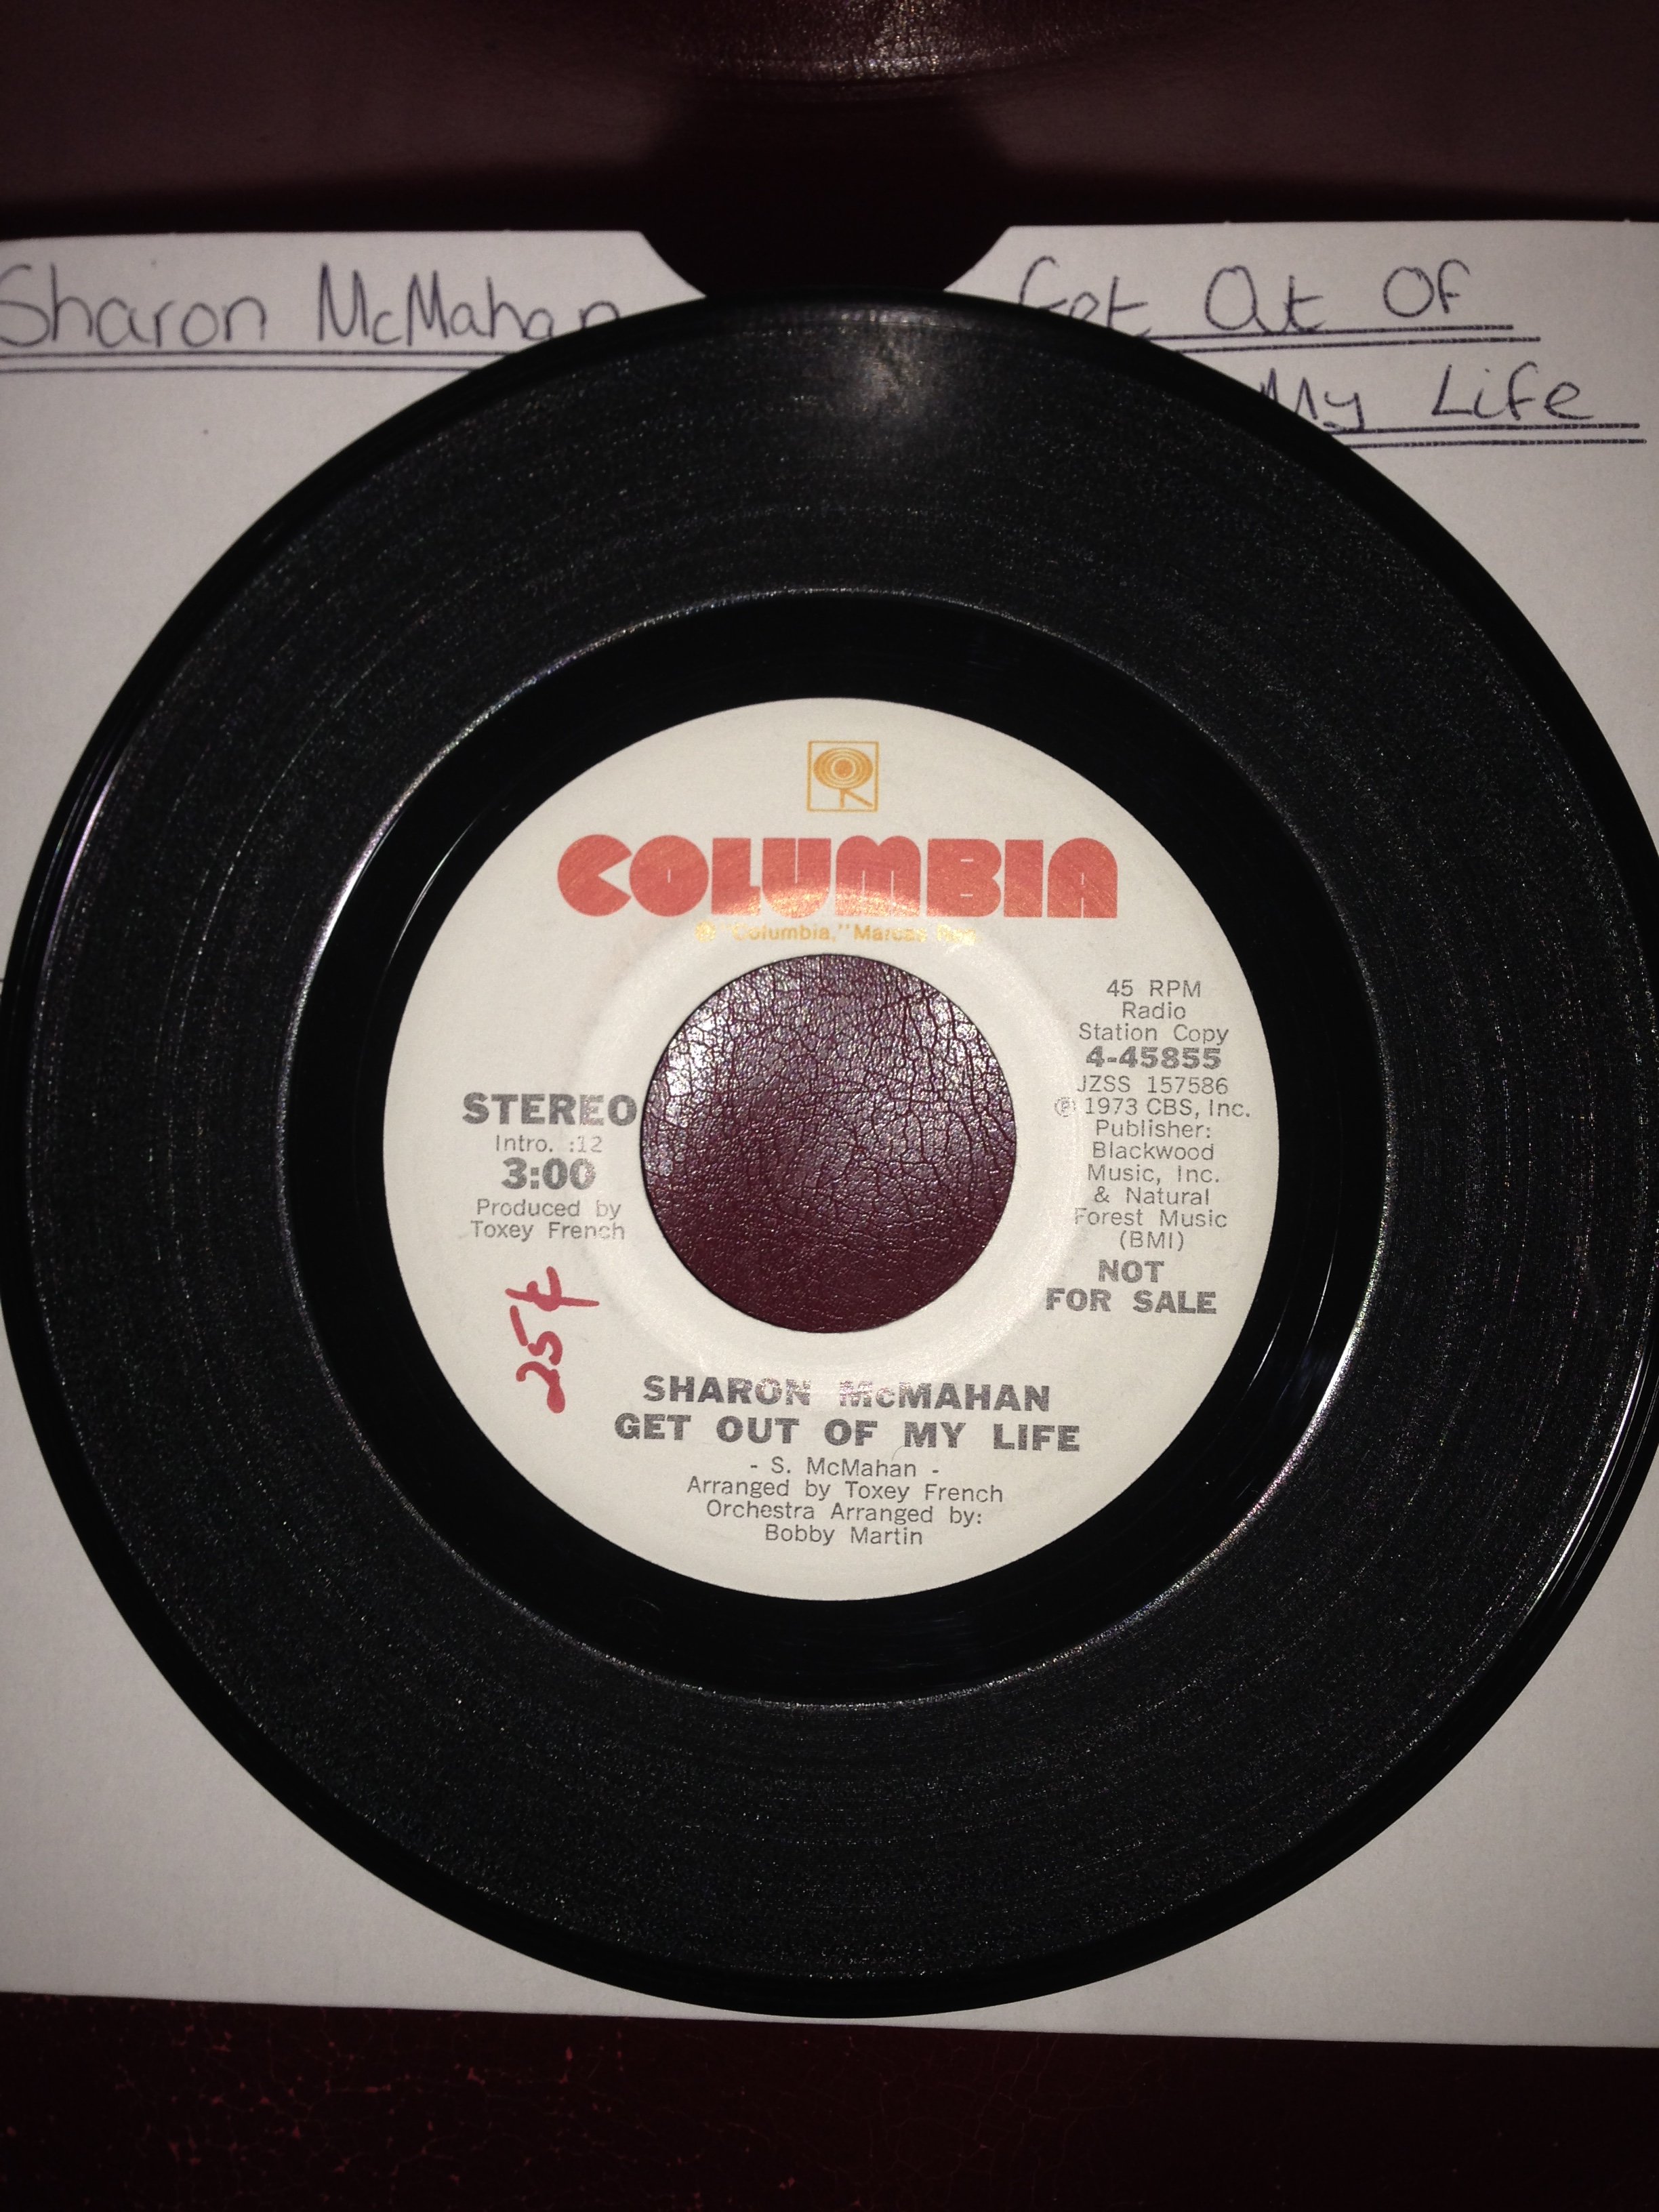 Sharon McMahan
Get Out Of
My Life
COLUMBIA
® "Columbia," Marcas Reg.
STEREO
Intro. :12
3:00
Produced by
Toxey French
25¢
45 RPM
Radio
Station Copy
4-45855
JZSS 157586
℗ 1973 CBS, Inc.
Publisher:
Blackwood
Music, Inc.
& Natural
Forest Music
(BMI)
NOT
FOR SALE
SHARON McMAHAN
GET OUT OF MY LIFE
- S. McMahan -
Arranged by Toxey French
Orchestra Arranged by:
Bobby Martin